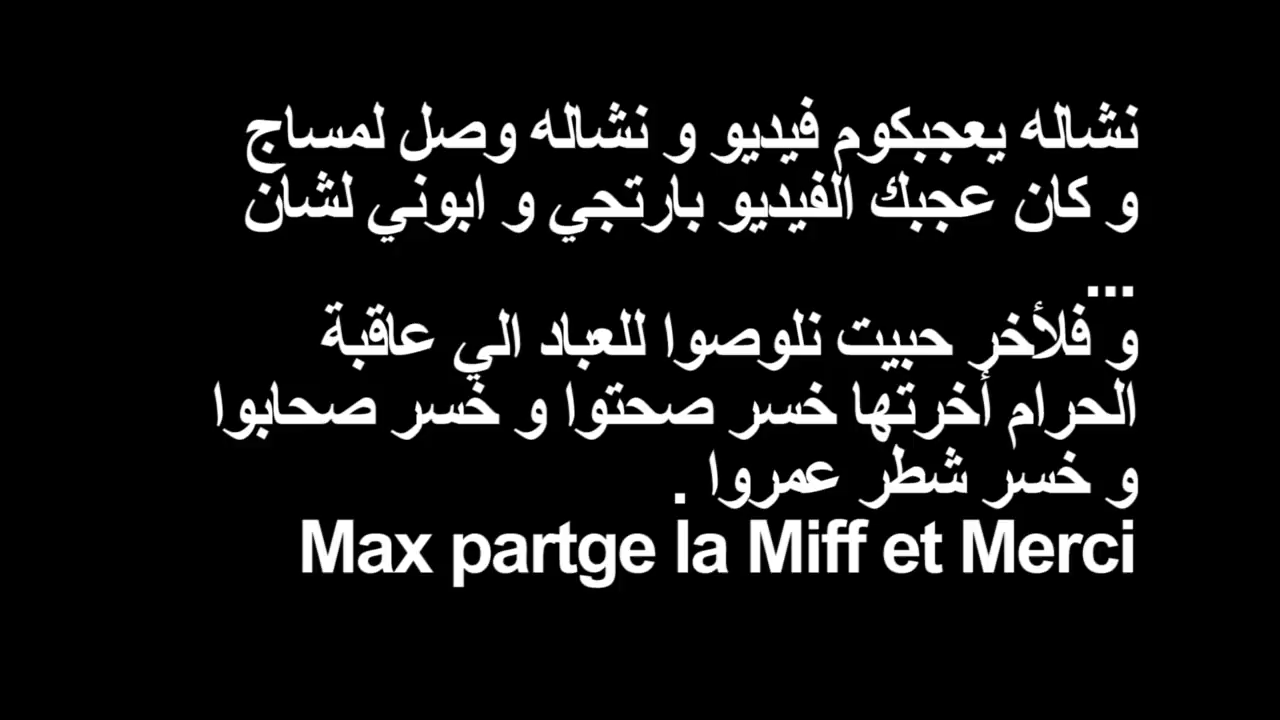 نشاله يعجبكوم فيديو و نشاله وصل لمساج
و كان عجبك الفيديو بارتجي و ابوني لشان
...
و فلأخر حبيت نلوصوا للعباد الي عاقبة
الحرام أخرتها خسر صحتوا و خسر صحابوا
و خسر شطر عمروا .
Max partge la Miff et Merci